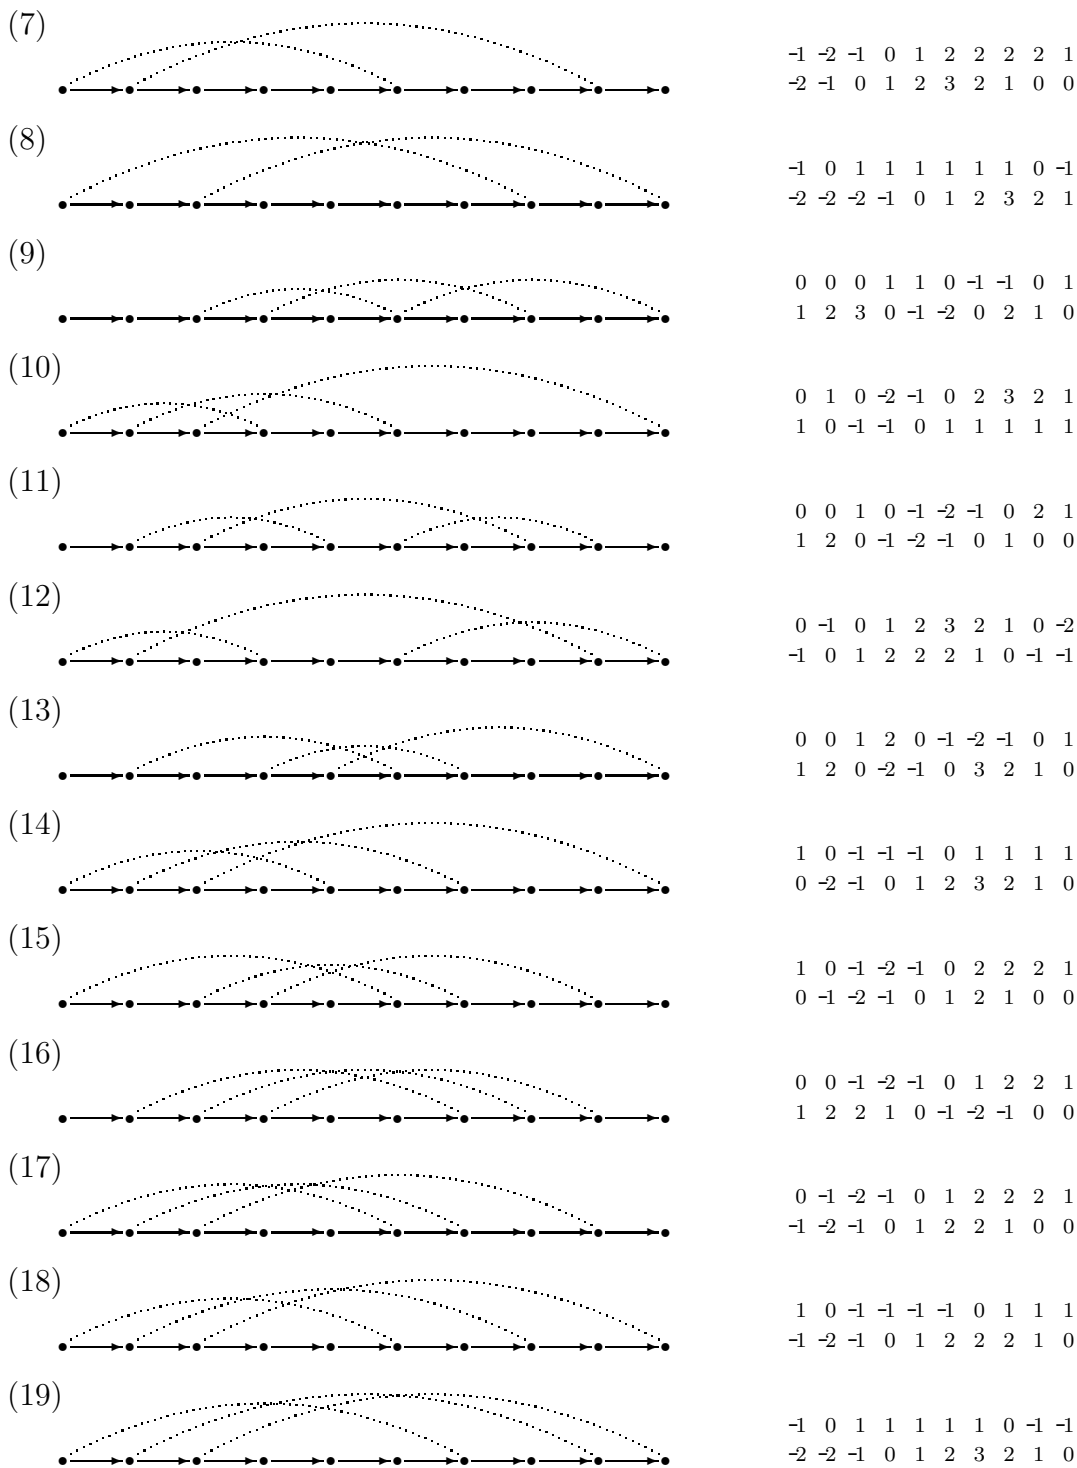 (7)
-1 -2 -1 0 1 2 2 2 2 1
-2 -1 0 1 2 3 2 1 0 0
(8)
-1 0 1 1 1 1 1 1 0 -1
-2 -2 -2 -1 0 1 2 3 2 1
(9)
0 0 0 1 1 0 -1 -1 0 1
1 2 3 0 -1 -2 0 2 1 0
(10)
0 1 0 -2 -1 0 2 3 2 1
1 0 -1 -1 0 1 1 1 1 1
(11)
0 0 1 0 -1 -2 -1 0 2 1
1 2 0 -1 -2 -1 0 1 0 0
(12)
0 -1 0 1 2 3 2 1 0 -2
-1 0 1 2 2 2 1 0 -1 -1
(13)
0 0 1 2 0 -1 -2 -1 0 1
1 2 0 -2 -1 0 3 2 1 0
(14)
1 0 -1 -1 -1 0 1 1 1 1
0 -2 -1 0 1 2 3 2 1 0
(15)
1 0 -1 -2 -1 0 2 2 2 1
0 -1 -2 -1 0 1 2 1 0 0
(16)
0 0 -1 -2 -1 0 1 2 2 1
1 2 2 1 0 -1 -2 -1 0 0
(17)
0 -1 -2 -1 0 1 2 2 2 1
-1 -2 -1 0 1 2 2 1 0 0
(18)
1 0 -1 -1 -1 -1 0 1 1 1
-1 -2 -1 0 1 2 2 2 1 0
(19)
-1 0 1 1 1 1 1 0 -1 -1
-2 -2 -1 0 1 2 3 2 1 0